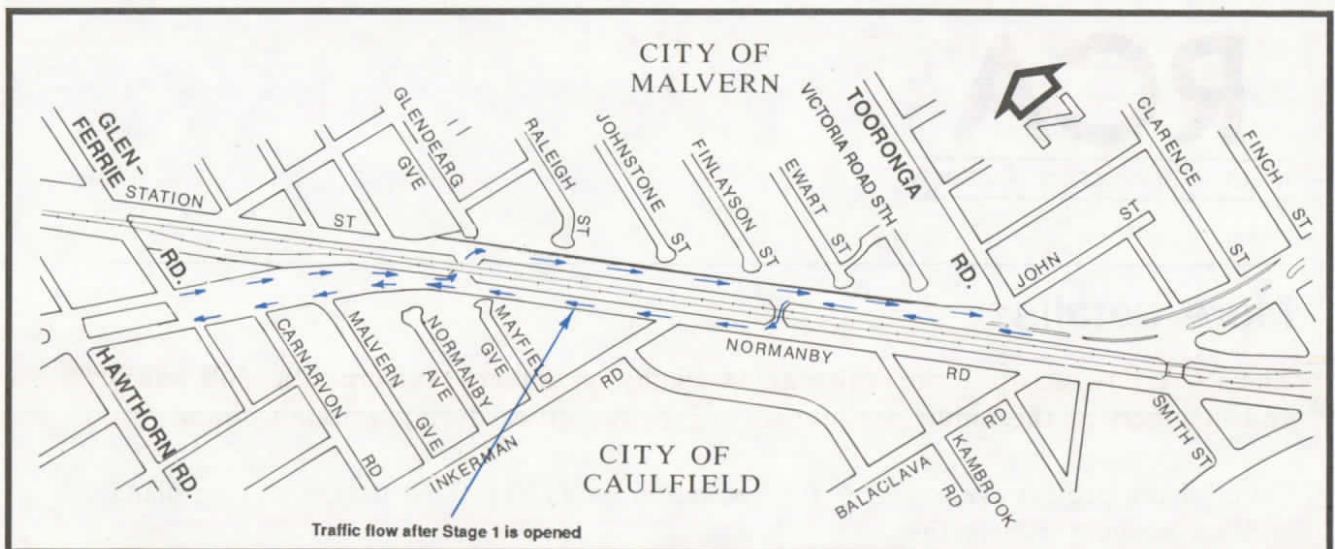 CITY OF
MALVERN
GLEN-
FERRIE
RD.
STATION
ST
GLENDEARG
GVE
RALEIGH
ST
JOHNSTONE
ST
FINLAYSON
ST
EWART
ST
VICTORIA ROAD STH
TOORONGA
RD.
N
CLARENCE
ST
FINCH
ST
JOHN
ST
HAWTHORN RD.
CARNARVON
RD
MALVERN
GVE
NORMANBY
AVE
MAYFIELD
GVE
INKERMAN
RD
NORMANBY
RD
BALACLAVA
RD
KAMBROOK
RD
SMITH ST
CITY OF
CAULFIELD
Traffic flow after Stage 1 is opened